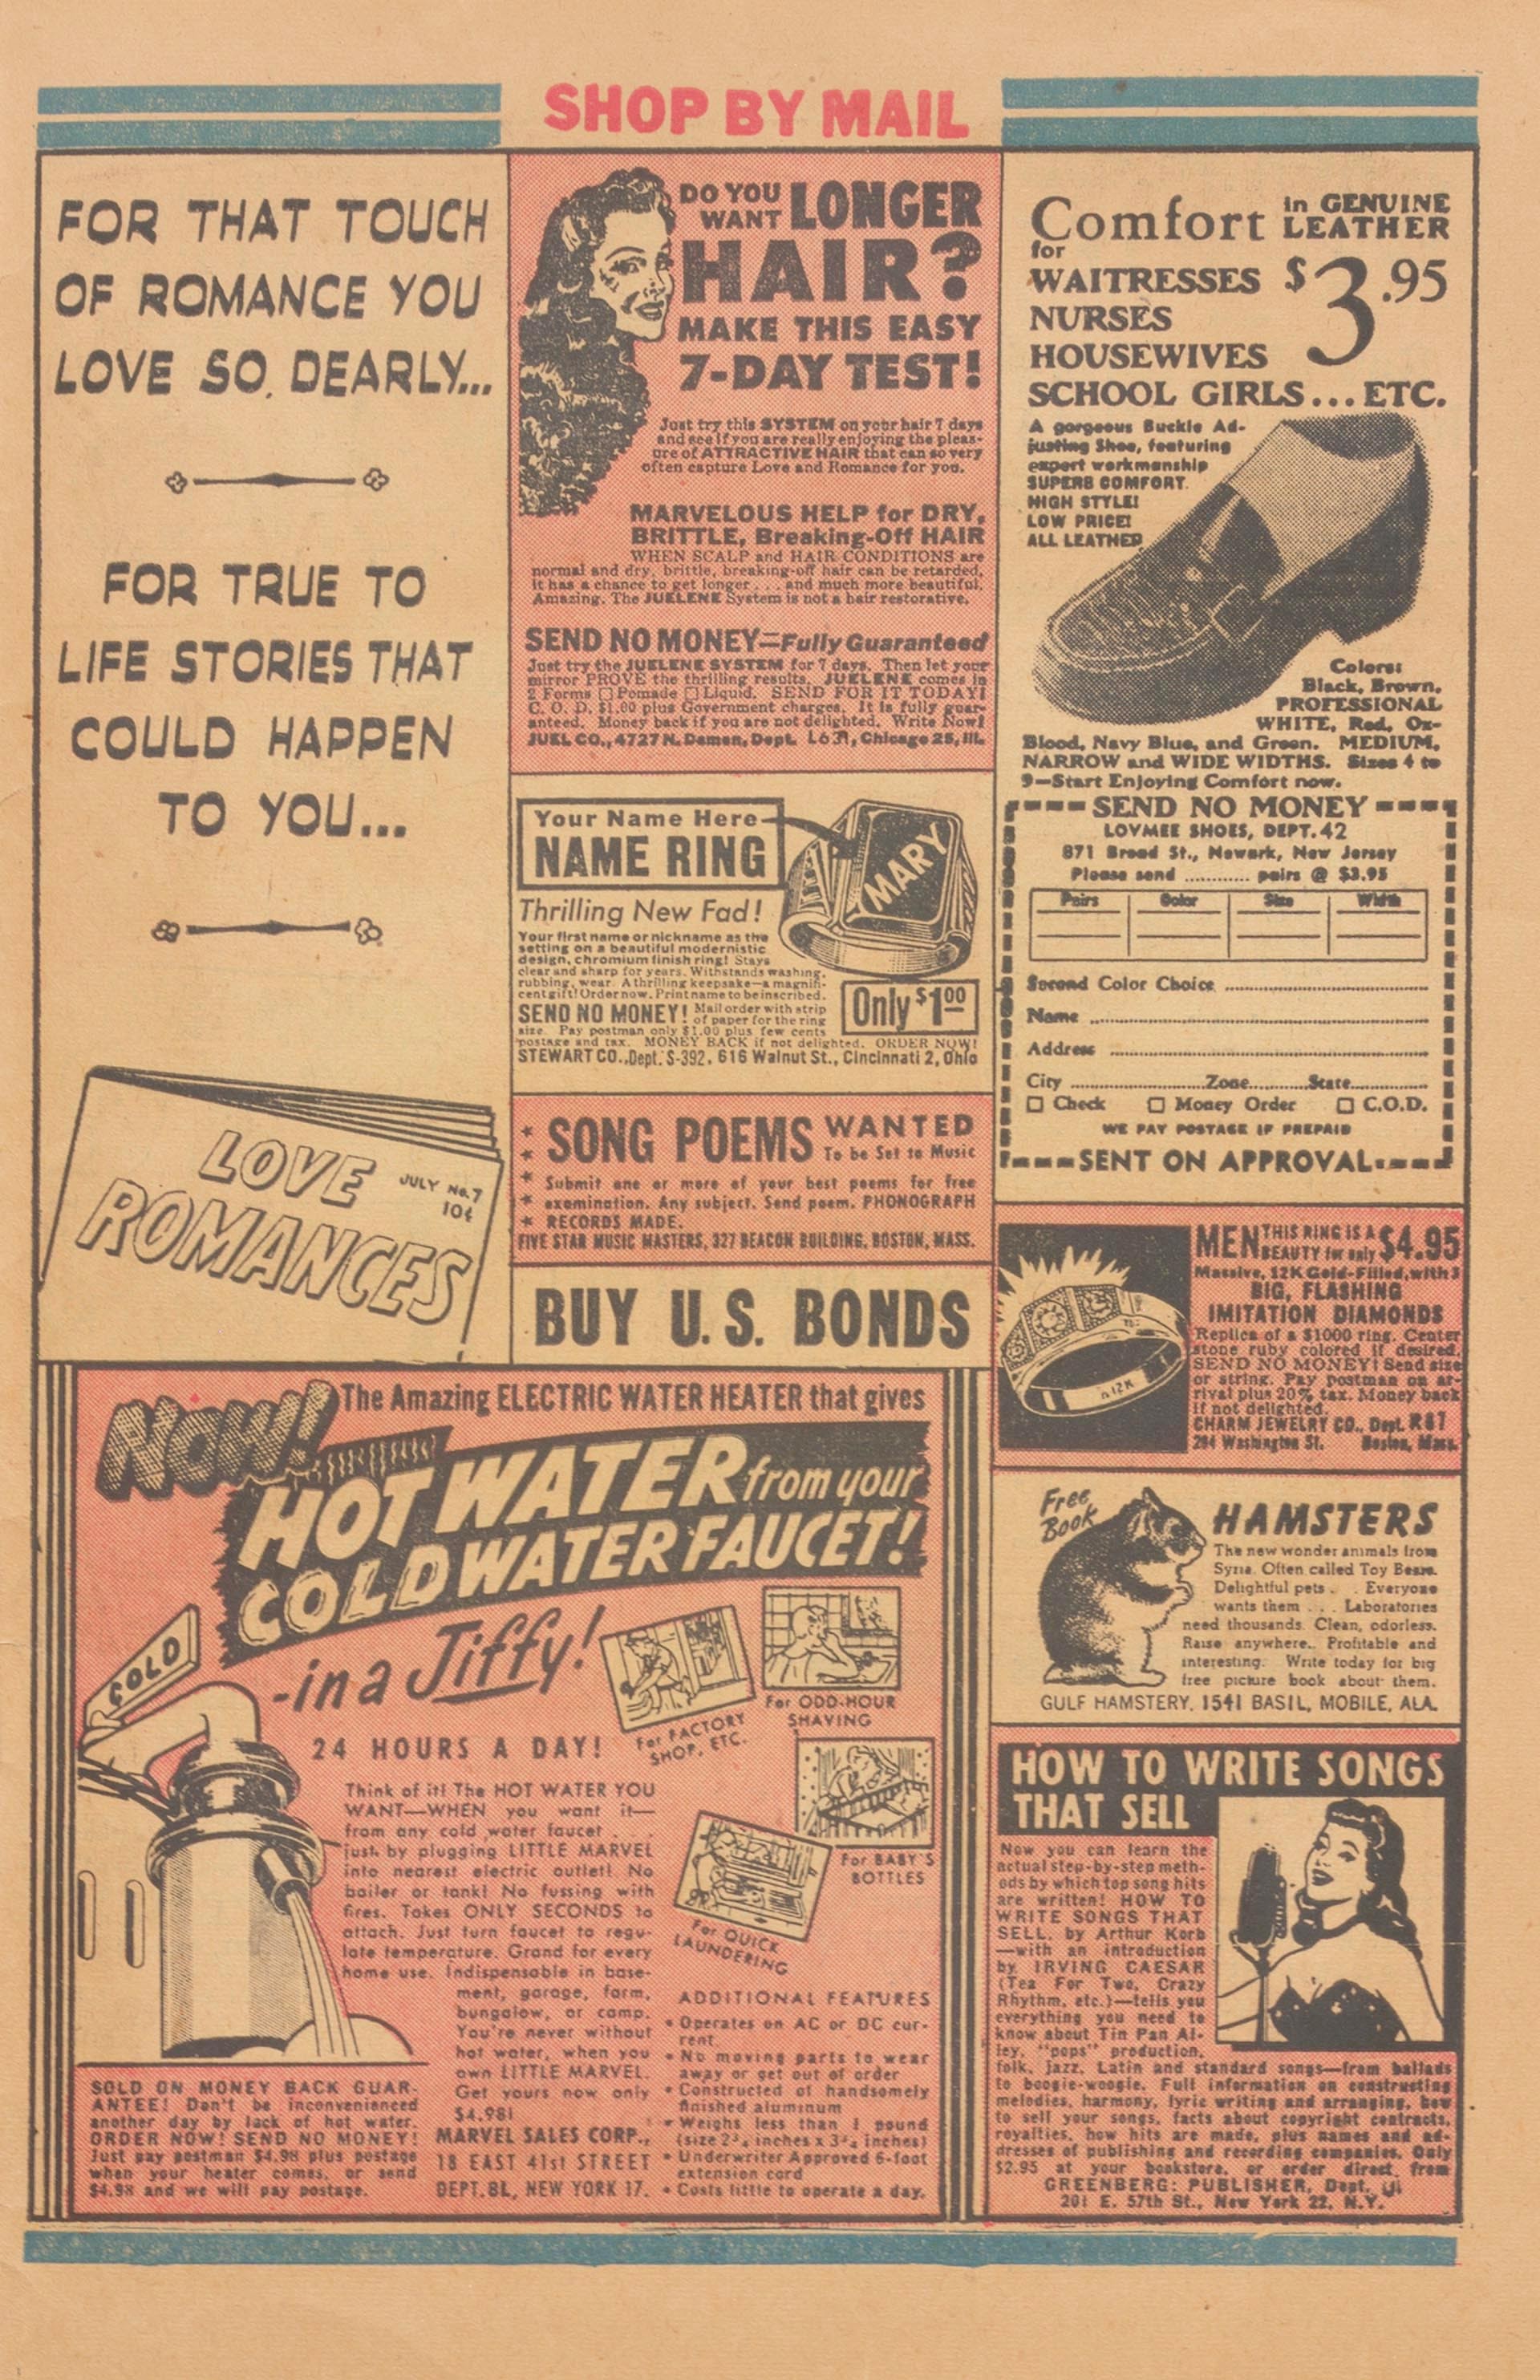 SHOP BY MAIL
FOR THAT TOUCH
OF ROMANCE YOU
LOVE SO DEARLY...
FOR TRUE TO
LIFE STORIES THAT
COULD HAPPEN
TO YOU...
LOVE
ROMANCES
JULY No.7
10¢
DO YOU
WANT LONGER
HAIR?
MAKE THIS EASY
7-DAY TEST!
Just try this SYSTEM on your hair 7 days
and see if you are really enjoying the pleas-
ure of ATTRACTIVE HAIR that can so very
often capture Love and Romance for you.
MARVELOUS HELP for DRY,
BRITTLE, Breaking-Off HAIR
WHEN SCALP and HAIR CONDITIONS are
normal and dry, brittle, breaking-off hair can be retarded,
it has a chance to get longer . . . and much more beautiful.
Amazing. The JUELENE System is not a hair restorative.
SEND NO MONEY=Fully Guaranteed
Just try the JUELENE SYSTEM for 7 days. Then let your
mirror PROVE the thrilling results. JUELENE comes in
2 Forms □ Pomade □ Liquid. SEND FOR IT TODAY!
C. O. D. $1.00 plus Government charges. It is fully guar-
anteed. Money back if you are not delighted. Write Now!
JUEL CO., 4727 N. Damen, Dept. L631, Chicago 25, Ill.
Your Name Here
NAME RING
MARY
Thrilling New Fad!
Your first name or nickname as the
setting on a beautiful modernistic
design, chromium finish ring! Stays
clear and sharp for years. Withstands washing,
rubbing, wear. A thrilling keepsake—a magnifi-
cent gift! Order now. Print name to be inscribed.
SEND NO MONEY! Mail order with strip
of paper for the ring
size. Pay postman only $1.00 plus few cents
postage and tax. MONEY BACK if not delighted. ORDER NOW!
Only $1.00
STEWART CO., Dept. S-392, 616 Walnut St., Cincinnati 2, Ohio
SONG POEMS WANTED
To be Set to Music
★ Submit one or more of your best poems for free
★ examination. Any subject. Send poem. PHONOGRAPH
★ RECORDS MADE.
FIVE STAR MUSIC MASTERS, 327 BEACON BUILDING, BOSTON, MASS.
BUY U.S. BONDS
Comfort in GENUINE
LEATHER
for
WAITRESSES
NURSES
HOUSEWIVES
SCHOOL GIRLS...ETC.
$3.95
A gorgeous Buckle Ad-
justing Shoe, featuring
expert workmanship
SUPERB COMFORT.
HIGH STYLE!
LOW PRICE!
ALL LEATHER
Colors:
Black, Brown,
PROFESSIONAL
WHITE, Red, Ox-
Blood, Navy Blue, and Green. MEDIUM,
NARROW and WIDE WIDTHS. Sizes 4 to
9—Start Enjoying Comfort now.
SEND NO MONEY
LOVMEE SHOES, DEPT. 42
871 Broad St., Newark, New Jersey
Please send ........... pairs @ $3.95
Pairs Color Size Width
Second Color Choice
Name
Address
City Zone State
□ Check □ Money Order □ C.O.D.
WE PAY POSTAGE IF PREPAID
SENT ON APPROVAL
MEN THIS RING IS A
BEAUTY for only $4.95
Massive, 12K Gold-Filled, with 3
BIG, FLASHING
IMITATION DIAMONDS
Replica of a $1000 ring. Center
stone ruby colored if desired.
SEND NO MONEY! Send size
or string. Pay postman on ar-
rival plus 20% tax. Money back
if not delighted.
CHARM JEWELRY CO., Dept. R87
294 Washington St. Boston, Mass.
12K
Free
Book
HAMSTERS
The new wonder animals from
Syria. Often called Toy Bears.
Delightful pets . . . Everyone
wants them . . . Laboratories
need thousands. Clean, odorless.
Raise anywhere. Profitable and
interesting. Write today for big
free picture book about them.
GULF HAMSTERY, 1541 BASIL, MOBILE, ALA.
NOW! The Amazing ELECTRIC WATER HEATER that gives
HOT WATER from your
COLD WATER FAUCET!
-in a Jiffy!
COLD
24 HOURS A DAY!
Think of it! The HOT WATER YOU
WANT—WHEN you want it—
from any cold water faucet . . .
just by plugging LITTLE MARVEL
into nearest electric outlet! No
boiler or tank! No fussing with
fires. Takes ONLY SECONDS to
attach. Just turn faucet to regu-
late temperature. Grand for every
home use. Indispensable in base-
ment, garage, farm,
bungalow, or camp.
You're never without
hot water, when you
own LITTLE MARVEL.
Get yours now only
$4.98!
MARVEL SALES CORP.,
18 EAST 41st STREET
DEPT. 8L, NEW YORK 17.
SOLD ON MONEY BACK GUAR-
ANTEE! Don't be inconvenienced
another day by lack of hot water.
ORDER NOW! SEND NO MONEY!
Just pay postman $4.98 plus postage
when your heater comes, or send
$4.98 and we will pay postage.
For FACTORY
SHOP, ETC.
For ODD-HOUR
SHAVING
For BABY'S
BOTTLES
For QUICK
LAUNDERING
ADDITIONAL FEATURES
• Operates on AC or DC cur-
rent
• No moving parts to wear
away or get out of order
• Constructed of handsomely
finished aluminum
• Weighs less than 1 pound
(size 2¾ inches x 3¾ inches)
• Underwriter Approved 6-foot
extension cord
• Costs little to operate a day.
HOW TO WRITE SONGS
THAT SELL
Now you can learn the
actual step-by-step meth-
ods by which top song hits
are written! HOW TO
WRITE SONGS THAT
SELL, by Arthur Korb
—with an introduction
by IRVING CAESAR
(Tea For Two, Crazy
Rhythm, etc.)—tells you
everything you need to
know about Tin Pan Al-
ley, "pops" production,
folk, jazz, Latin and standard songs—from ballads
to boogie-woogie. Full information on constructing
melodies, harmony, lyric writing and arranging, how
to sell your songs, facts about copyright contracts,
royalties, how hits are made, plus names and ad-
dresses of publishing and recording companies. Only
$2.95 at your bookstore, or order direct from
GREENBERG: PUBLISHER, Dept.
201 E. 57th St., New York 22, N.Y.